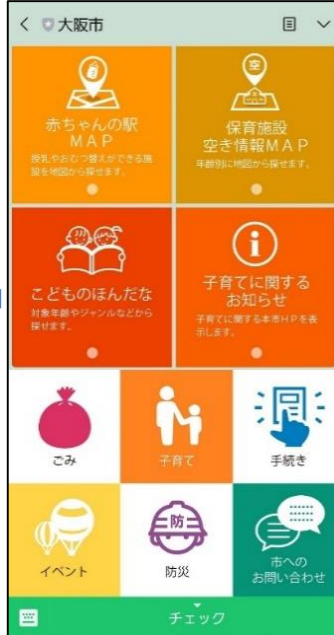 大阪市
赤ちゃんの駅
MAP
授乳やおむつ替えができる施
設を地図から探せます。
空
保育施設
空き情報MAP
年齢別に地図から探せます。
こどものほんだな
対象年齢やジャンルなどから
探せます。
子育てに関する
お知らせ
子育てに関する本市HPを表
示します。
ごみ
子育て
手続き
イベント
防
防災
市への
お問い合わせ
チェック